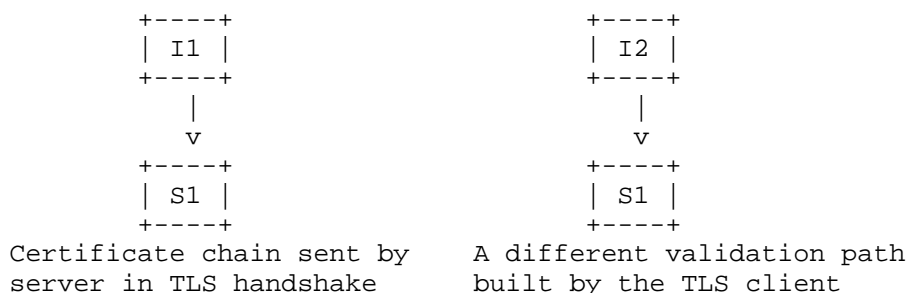 +----+ +----+
| I1 | | I2 |
+----+ +----+
| |
v v
+----+ +----+
| S1 | | S1 |
+----+ +----+
Certificate chain sent by A different validation path
server in TLS handshake built by the TLS client